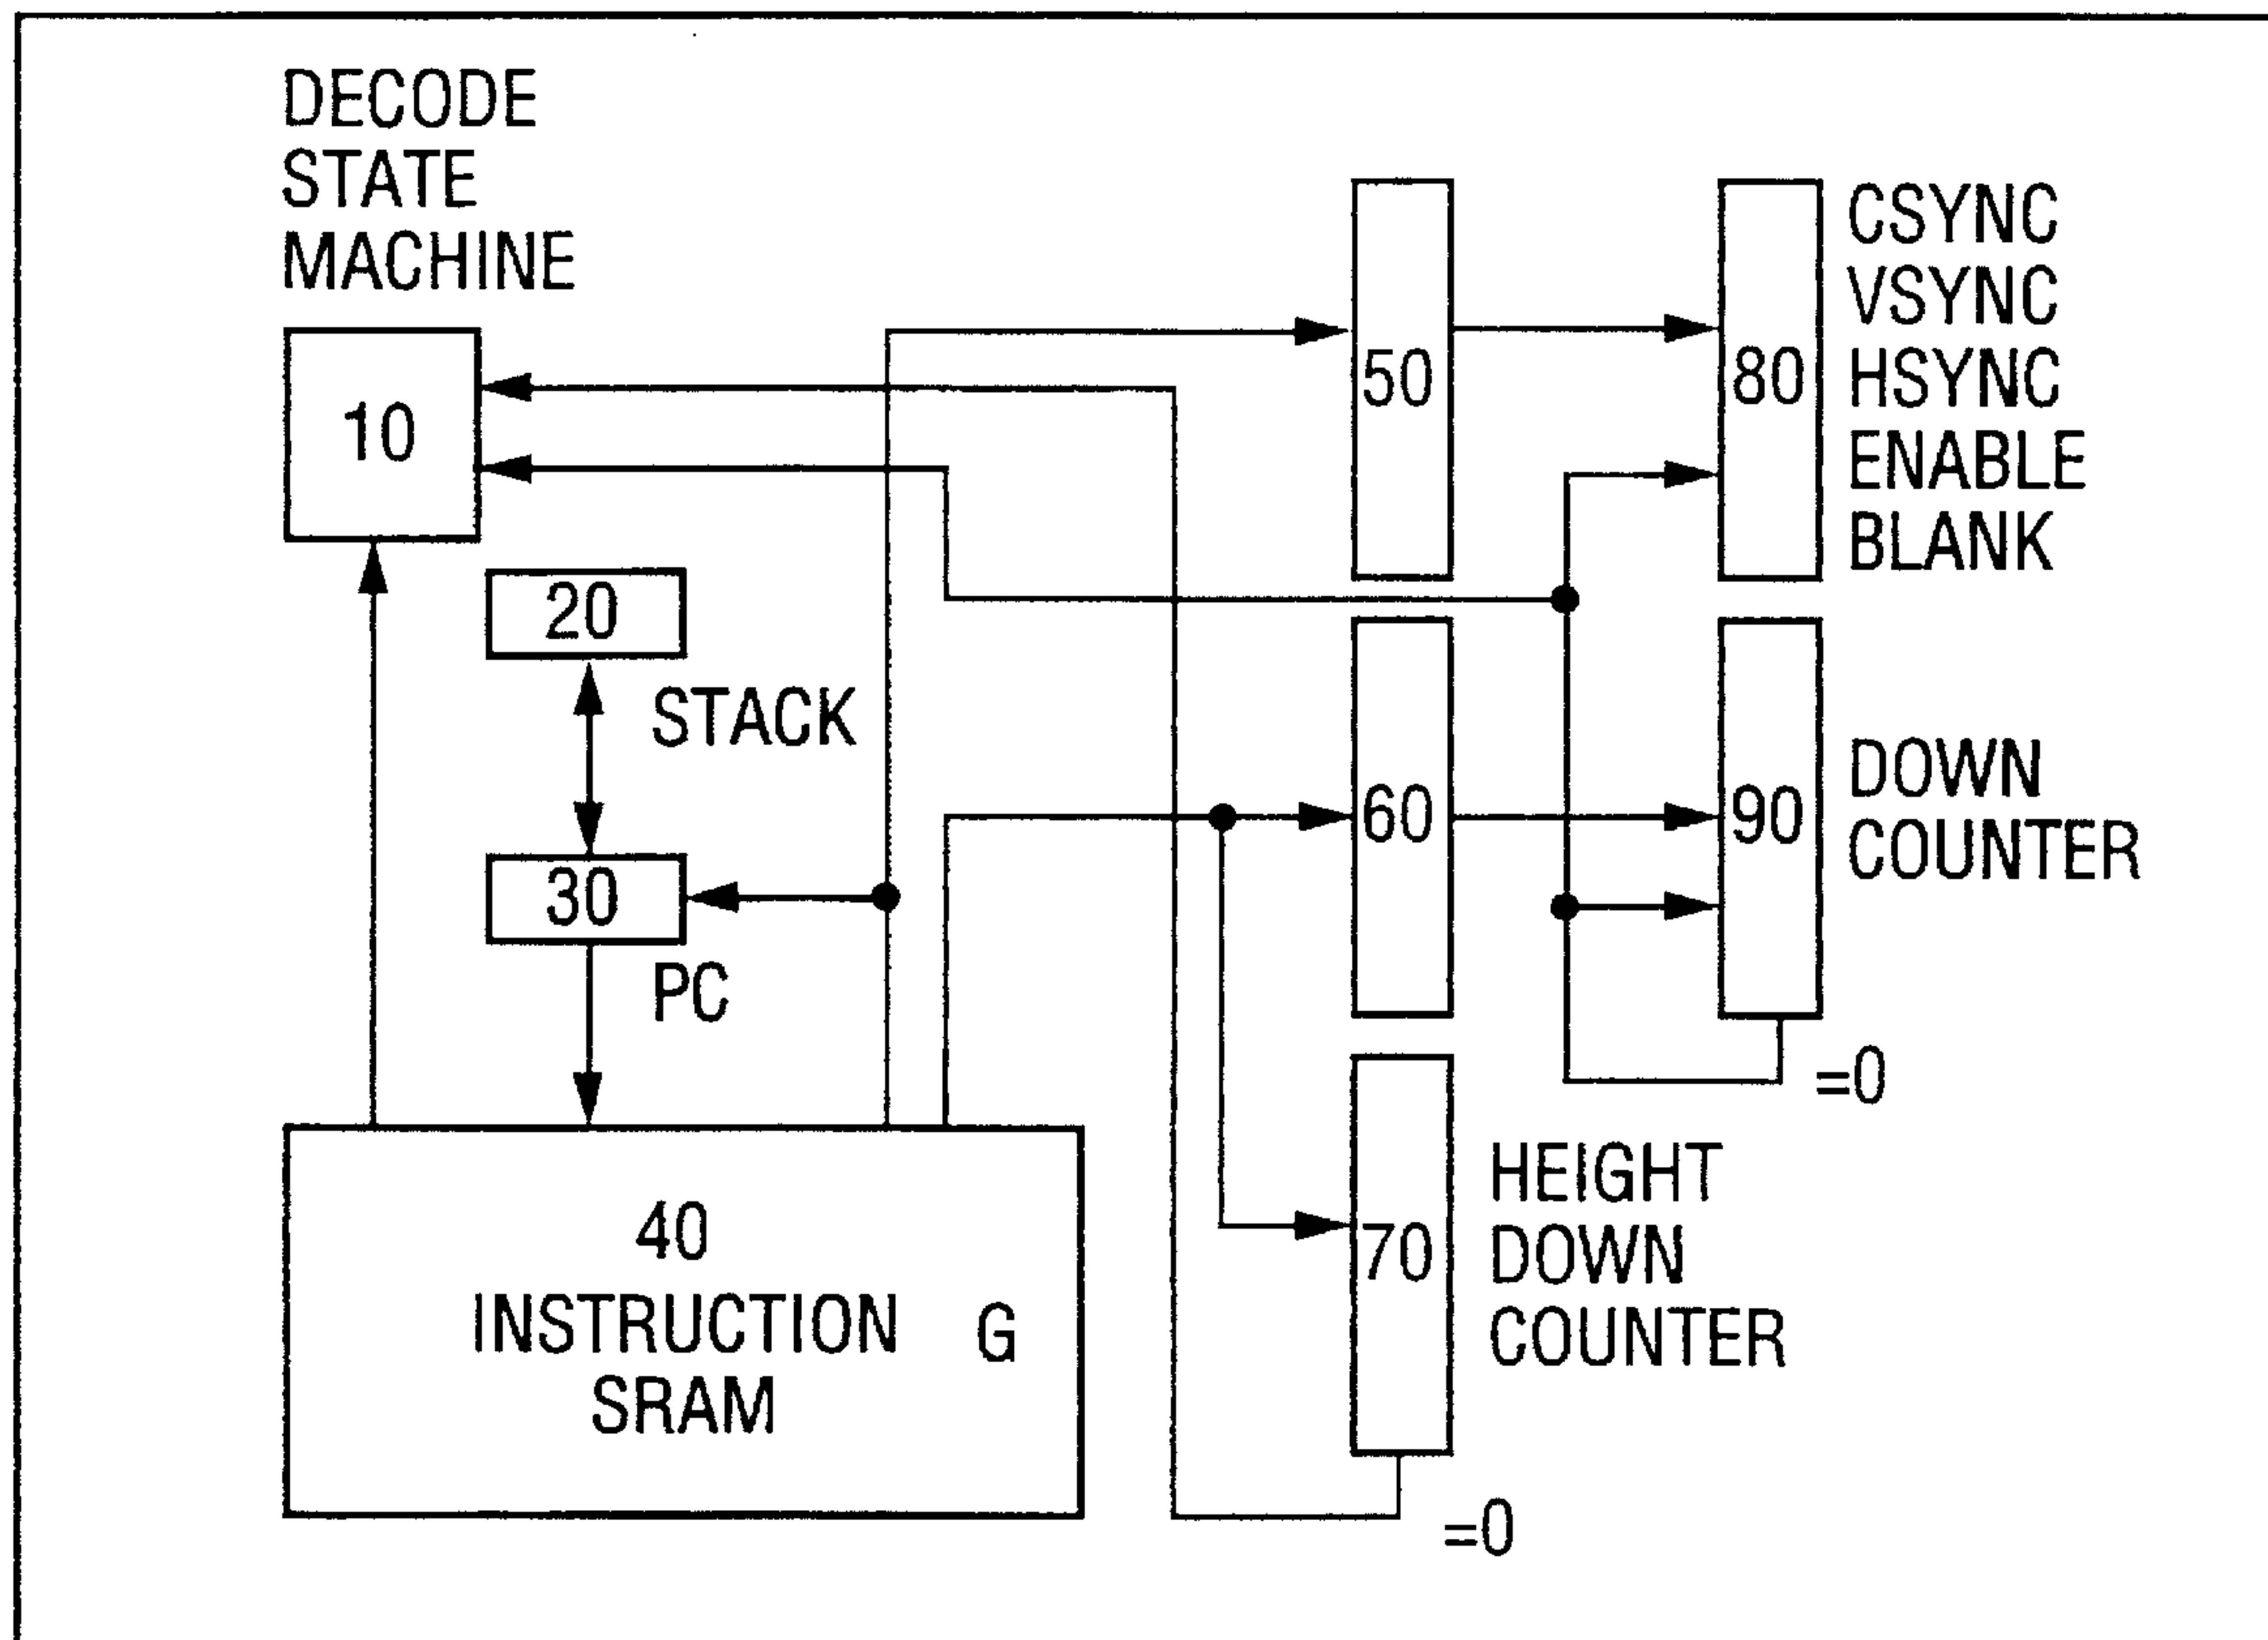 DECODE
STATE
MACHINE
10
20
STACK
30
PC
40
INSTRUCTION G
SRAM
50
80
CSYNC
VSYNC
HSYNC
ENABLE
BLANK
60
90
DOWN
COUNTER
=0
70
HEIGHT
DOWN
COUNTER
=0